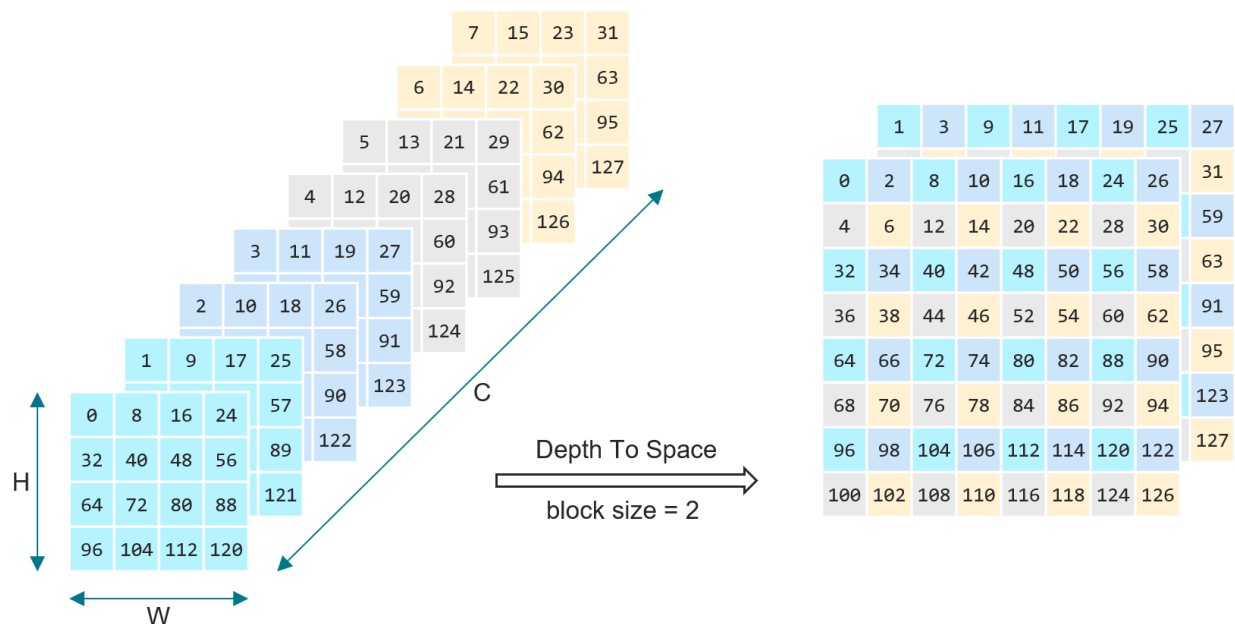 7 15 23 31
63
95
127
6 14 22 30
62
94
126
5 13 21 29
61
93
125
4 12 20 28
60
92
124
3 11 19 27
59
91
123
2 10 18 26
58
90
122
1 9 17 25
57
89
121
0 8 16 24
32 40 48 56
64 72 80 88
96 104 112 120
H
W
C
Depth To Space
block size = 2
1 3 9 11 17 19 25 27
31
59
63
91
95
123
127
0 2 8 10 16 18 24 26
4 6 12 14 20 22 28 30
32 34 40 42 48 50 56 58
36 38 44 46 52 54 60 62
64 66 72 74 80 82 88 90
68 70 76 78 84 86 92 94
96 98 104 106 112 114 120 122
100 102 108 110 116 118 124 126